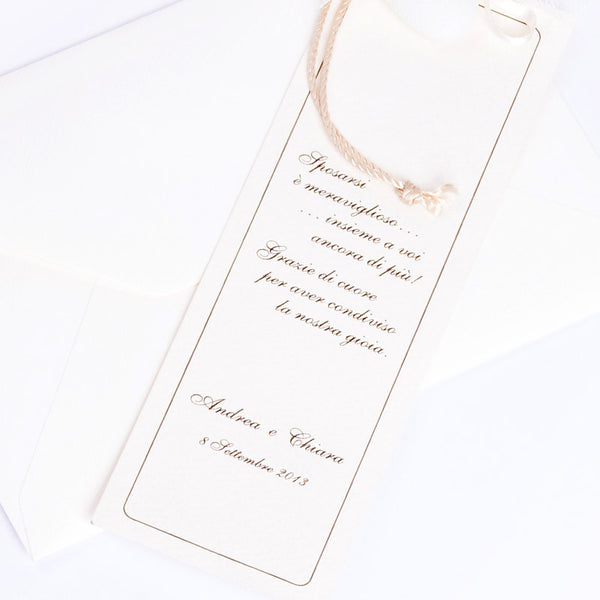 Sposarsi
è meraviglioso...
...insieme a voi
ancora di più!
Grazie di cuore
per aver condiviso
la nostra gioia.
Andrea e Chiara
8 Settembre 2013